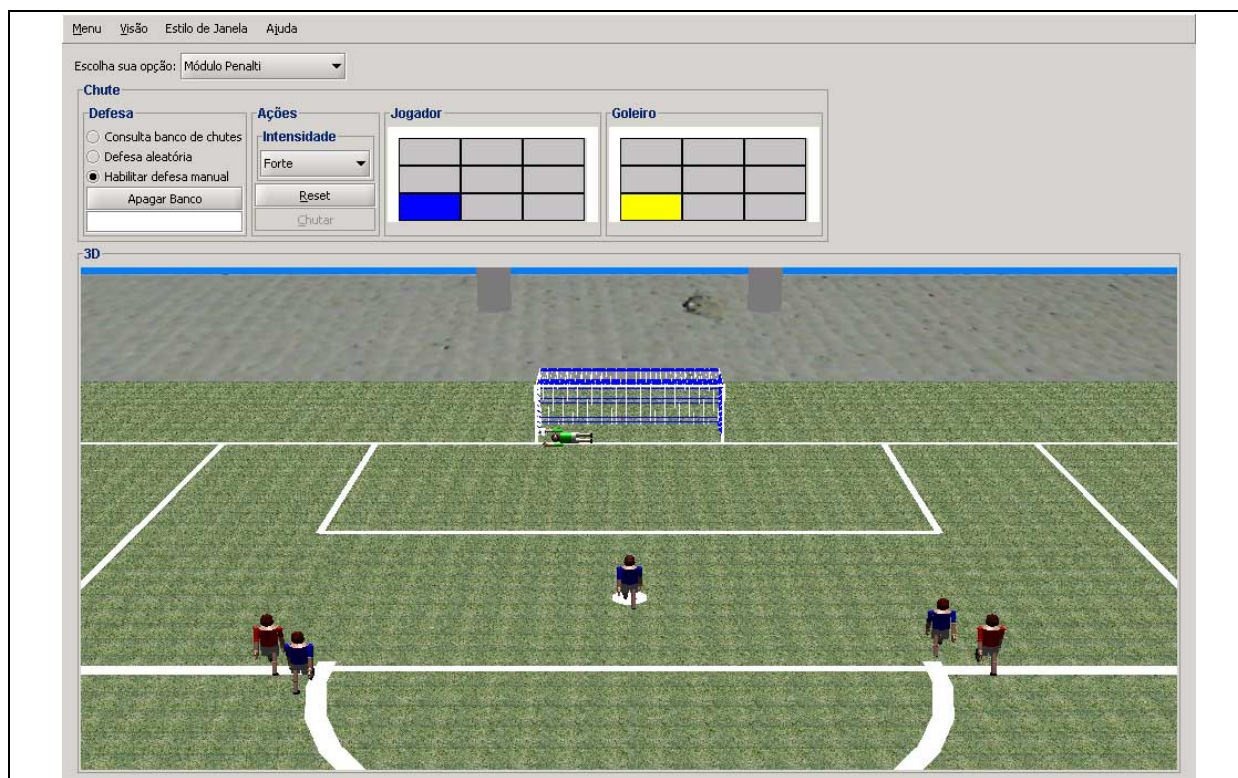 Menu Visão Estilo de Janela Ajuda
Escolha sua opção: Módulo Penalti
Chute
Defesa
Consulta banco de chutes
Defesa aleatória
Habilitar defesa manual
Apagar Banco
Ações
Intensidade
Forte
Reset
Chutar
Jogador
Goleiro
3D